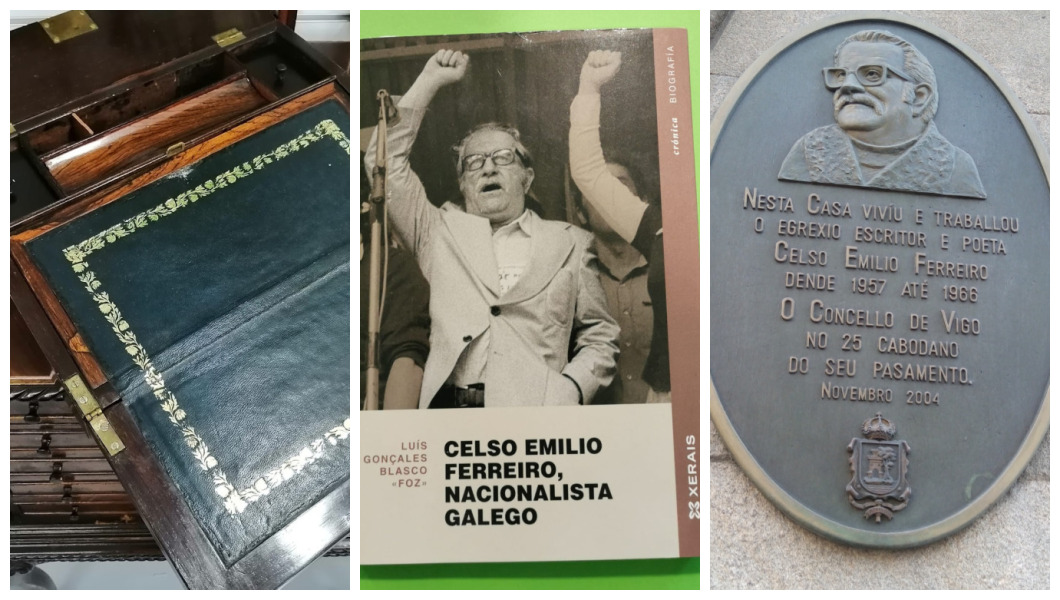 crónica BIOGRAFÍA
LUÍS
GONÇALES
BLASCO
«FOZ»
CELSO EMILIO
FERREIRO,
NACIONALISTA
GALEGO
XERAIS
NESTA CASA VIVÍU E TRABALLOU
O EGREXIO ESCRITOR E POETA
CELSO EMILIO FERREIRO
DENDE 1957 ATÉ 1966
O CONCELLO DE VIGO
NO 25 CABODANO
DO SEU PASAMENTO.
NOVEMBRO 2004